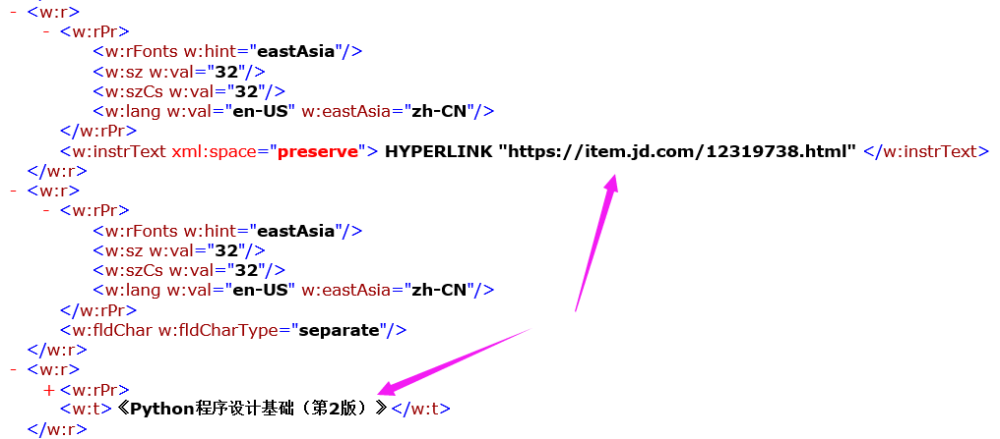 - <w:r>
- <w:rPr>
<w:rFonts w:hint="eastAsia"/>
<w:sz w:val="32"/>
<w:szCs w:val="32"/>
<w:lang w:val="en-US" w:eastAsia="zh-CN"/>
</w:rPr>
<w:instrText xml:space="preserve"> HYPERLINK "https://item.jd.com/12319738.html" </w:instrText>
</w:r>
- <w:r>
- <w:rPr>
<w:rFonts w:hint="eastAsia"/>
<w:sz w:val="32"/>
<w:szCs w:val="32"/>
<w:lang w:val="en-US" w:eastAsia="zh-CN"/>
</w:rPr>
<w:fldChar w:fldCharType="separate"/>
</w:r>
- <w:r>
+ <w:rPr>
<w:t>《Python程序设计基础（第2版）》</w:t>
</w:r>